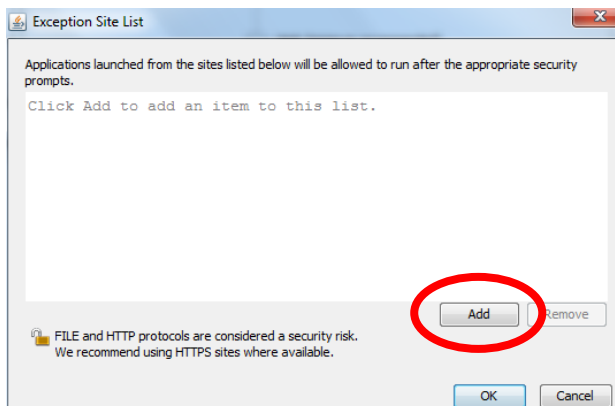 Exception Site List
Applications launched from the sites listed below will be allowed to run after the appropriate security
prompts.
Click Add to add an item to this list.
Add
Remove
FILE and HTTP protocols are considered a security risk.
We recommend using HTTPS sites where available.
OK
Cancel